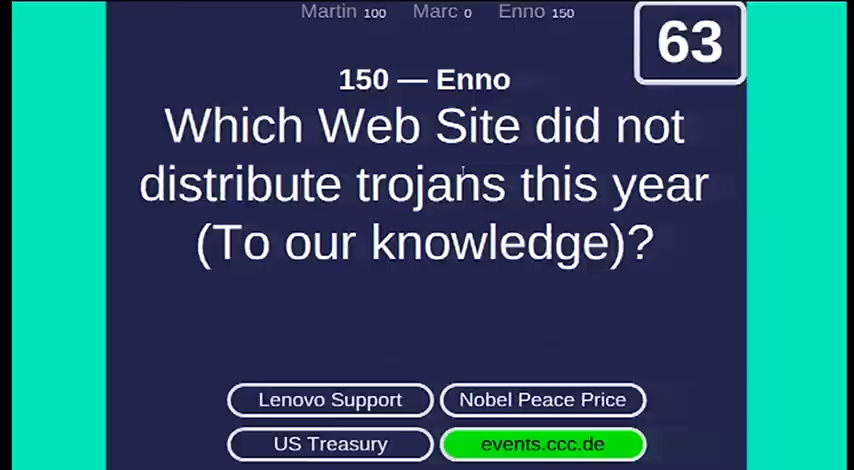 Martin 100 Marc 0 Enno 150
63
150 — Enno
Which Web Site did not
distribute trojans this year
(To our knowledge)?
Lenovo Support
Nobel Peace Price
US Treasury
events.ccc.de